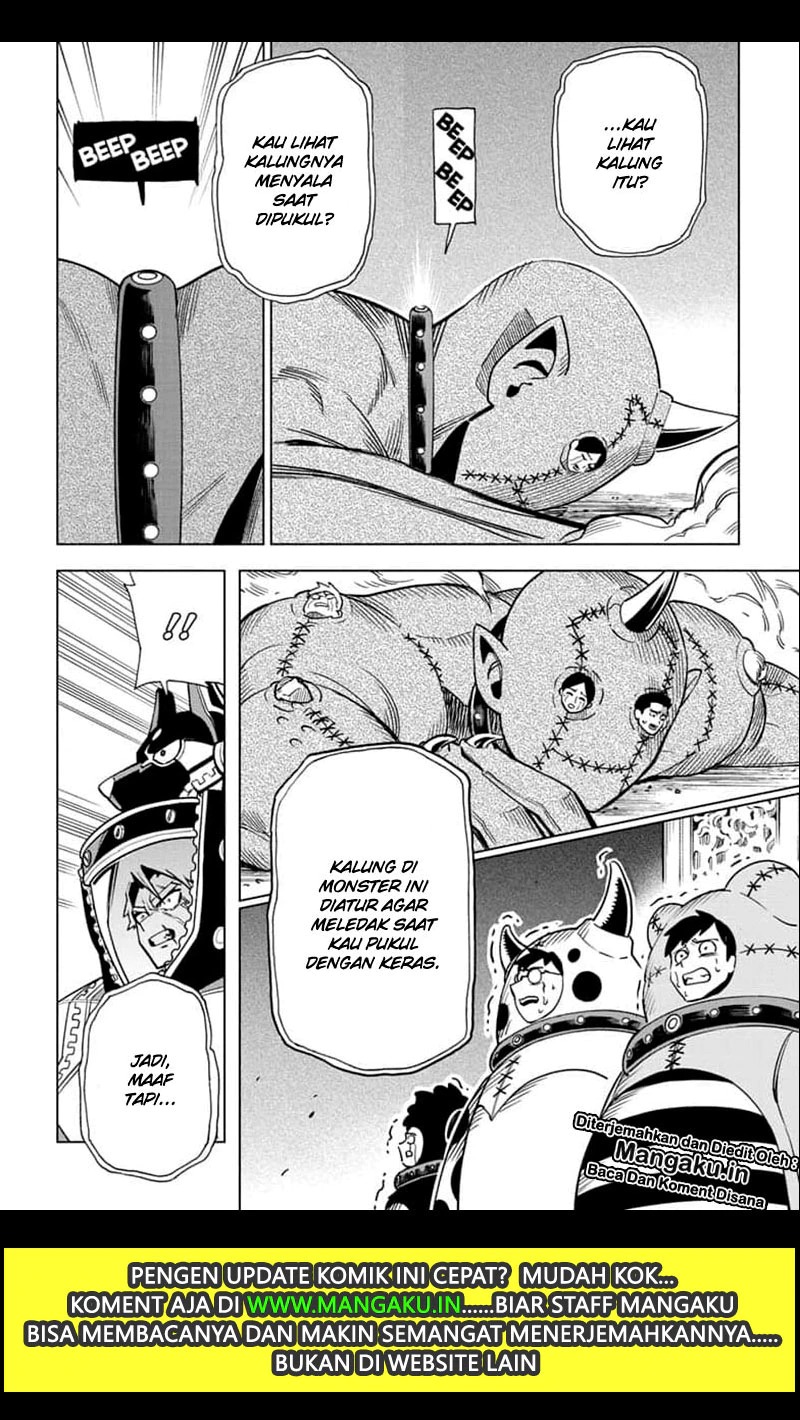 ...KAU
LIHAT
KALUNG
ITU?
BEEP
BEEP
KAU LIHAT
KALUNGNYA
MENYALA
SAAT
DIPUKUL?
BEEP
BEEP
KALUNG DI
MONSTER INI
DIATUR AGAR
MELEDAK SAAT
KAU PUKUL
DENGAN KERAS.
!!
JADI,
MAAF
TAPI...
Diterjemahkan dan Diedit Oleh :
Mangaku.in
Baca Dan Koment Disana
PENGEN UPDATE KOMIK INI CEPAT? MUDAH KOK...
KOMENT AJA DI WWW.MANGAKU.IN......BIAR STAFF MANGAKU
BISA MEMBACANYA DAN MAKIN SEMANGAT MENERJEMAHKANNYA.....
BUKAN DI WEBSITE LAIN